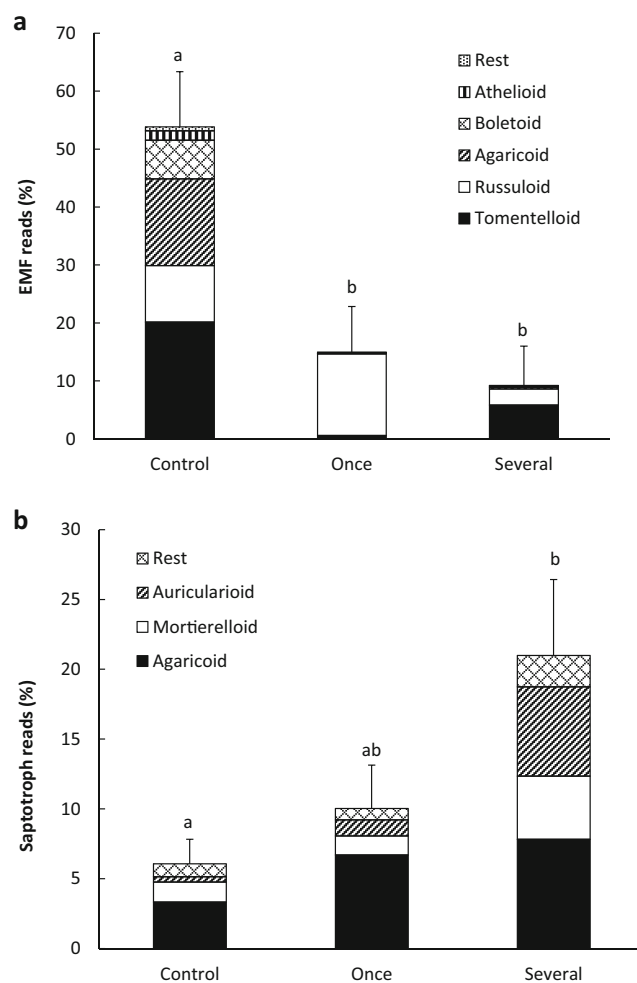 a
70
60
50
40
30
20
10
0
EMF reads (%)
a
b
b
Rest
Athelioid
Boletoid
Agaricoid
Russuloid
Tomentelloid
Control Once Several
b
30
25
20
15
10
5
0
Saptotroph reads (%)
Rest
Auricularioid
Mortierelloid
Agaricoid
a
ab
b
Control Once Several